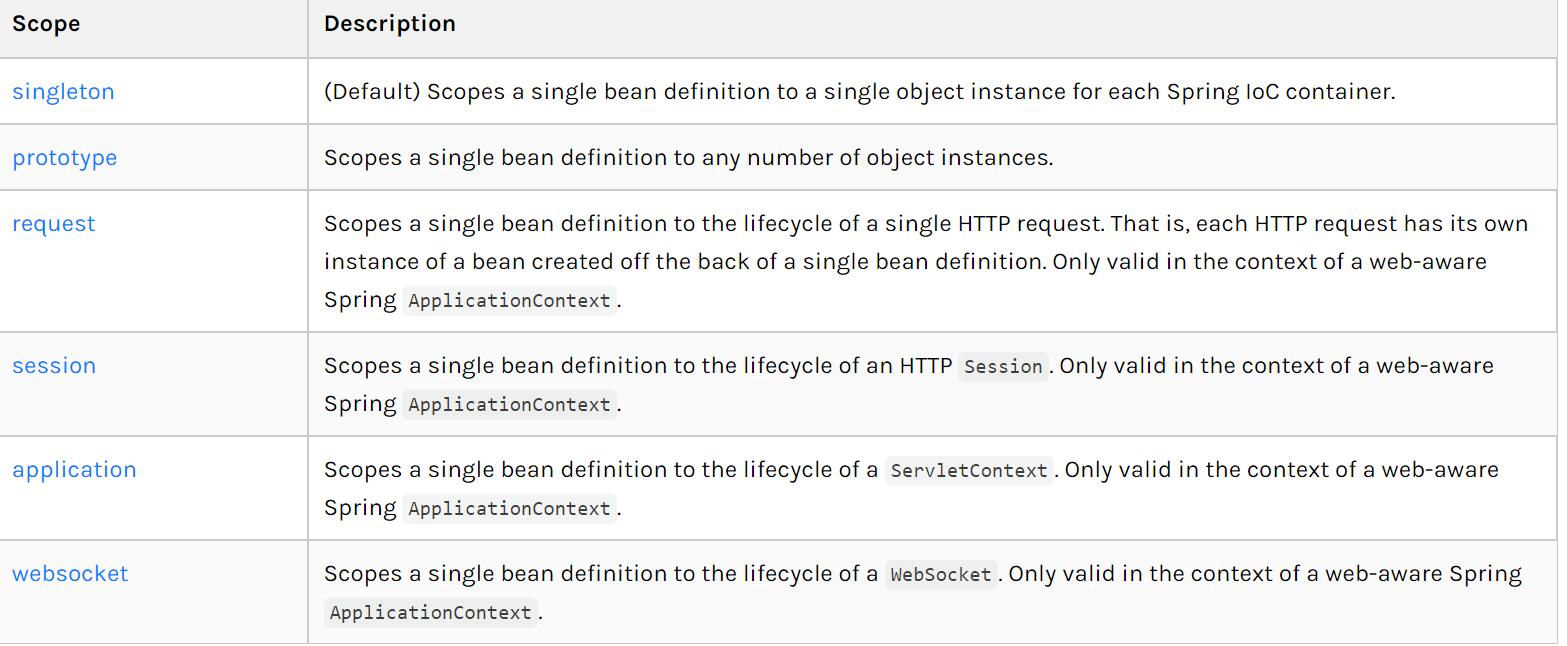 Scope Description
singleton (Default) Scopes a single bean definition to a single object instance for each Spring IoC container.
prototype Scopes a single bean definition to any number of object instances.
request Scopes a single bean definition to the lifecycle of a single HTTP request. That is, each HTTP request has its own
instance of a bean created off the back of a single bean definition. Only valid in the context of a web-aware
Spring ApplicationContext.
session Scopes a single bean definition to the lifecycle of an HTTP Session. Only valid in the context of a web-aware
Spring ApplicationContext.
application Scopes a single bean definition to the lifecycle of a ServletContext. Only valid in the context of a web-aware
Spring ApplicationContext.
websocket Scopes a single bean definition to the lifecycle of a WebSocket. Only valid in the context of a web-aware Spring
ApplicationContext.